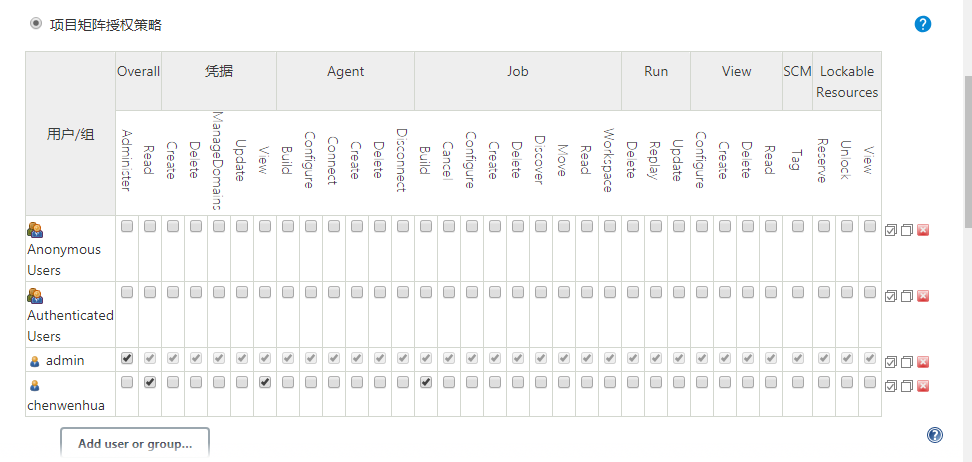 项目矩阵授权策略
用户/组 Overall 凭据 Agent Job Run View SCM Lockable Resources
Administer Read Create Delete ManageDomains Update View Build Configure Connect Create Delete Disconnect Build Cancel Configure Create Delete Discover Move Read Workspace Delete Replay Update Configure Create Delete Read Tag Reserve Unlock View
Anonymous
Users
Authenticated
Users
admin
chenwenhua
Add user or group...